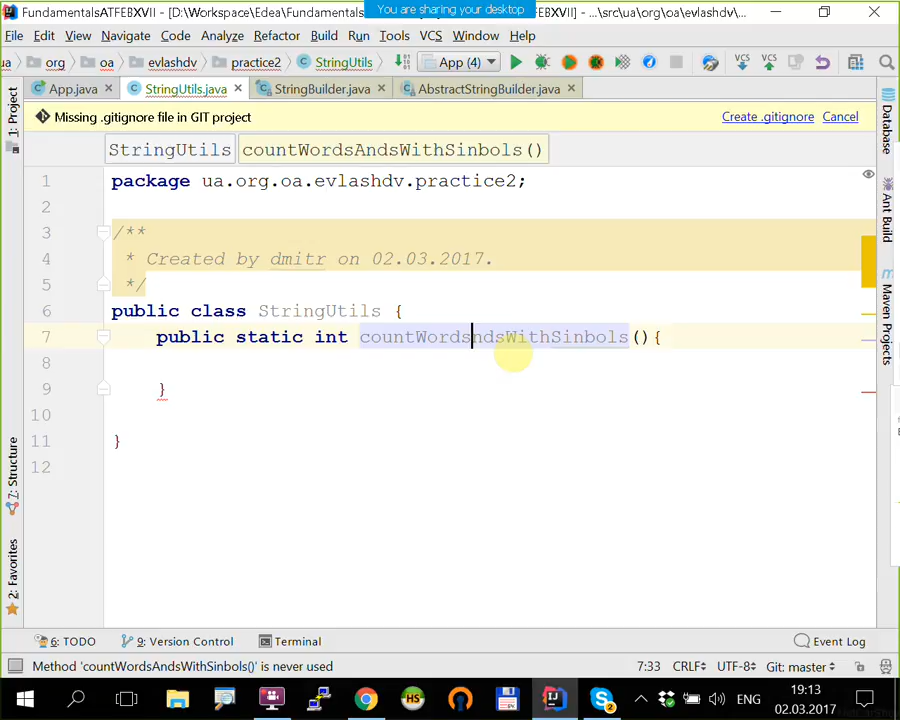 You are sharing your desktop
FundamentalsATFEBXVII - [D:\Workspace\Edea\Fundamentals
XVII] - ...\src\ua\org\oa\evlashdv\...
File Edit View Navigate Code Analyze Refactor Build Run Tools VCS Window Help
ua org oa evlashdv practice2 StringUtils App (4) VCS VCS
App.java StringUtils.java StringBuilder.java AbstractStringBuilder.java
Missing .gitignore file in GIT project Create .gitignore Cancel
StringUtils countWordsAndsWithSinbols()
1 package ua.org.oa.evlashdv.practice2;
2
3 /**
4 * Created by dmitr on 02.03.2017.
5 */
6 public class StringUtils {
7 public static int countWordsndsWithSinbols(){
8
9 }
10
11 }
12
1: Project
7: Structure
2: Favorites
Database
Ant Build
Maven Projects
6: TODO 9: Version Control Terminal Event Log
Method 'countWordsAndsWithSinbols()' is never used 7:33 CRLF UTF-8 Git: master
HS 2 ENG 19:13
02.03.2017